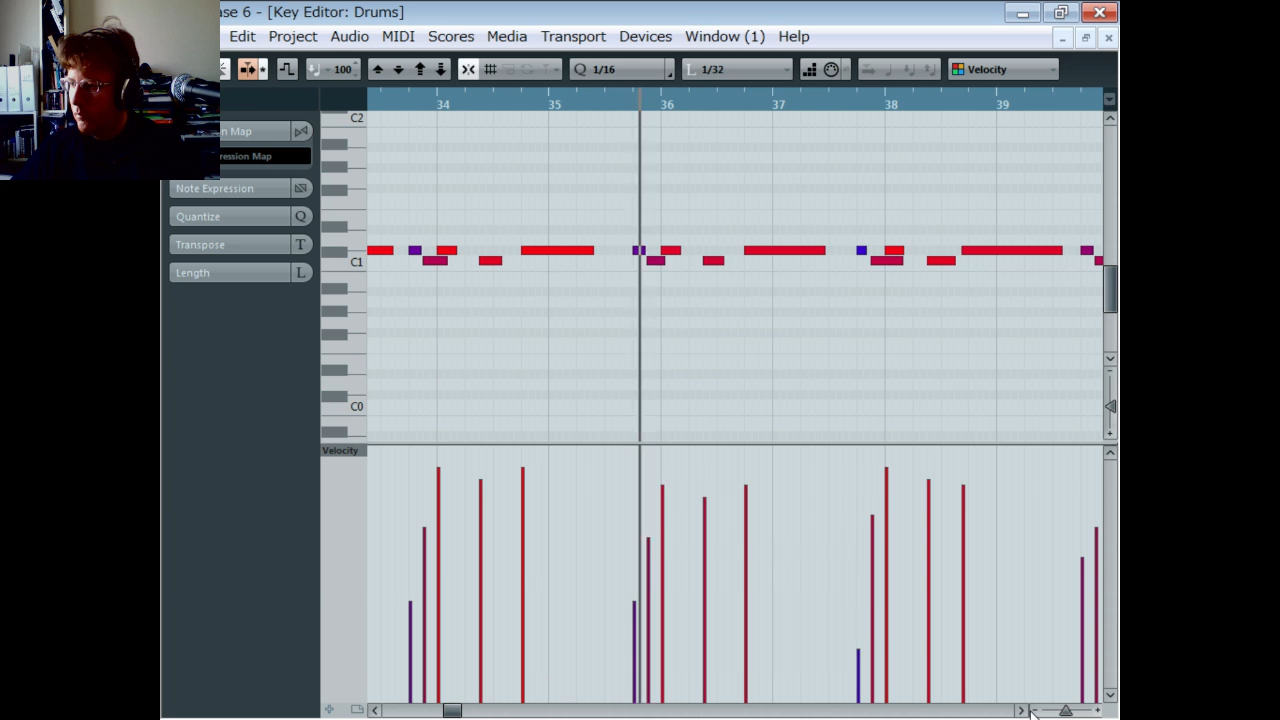 ase 6 - [Key Editor: Drums]
Edit Project Audio MIDI Scores Media Transport Devices Window (1) Help
100 Q 1/16 L 1/32 Velocity
34 35 36 37 38 39
C2
n Map
ression Map
Note Expression
Quantize Q
Transpose T
C1
Length L
C0
Velocity